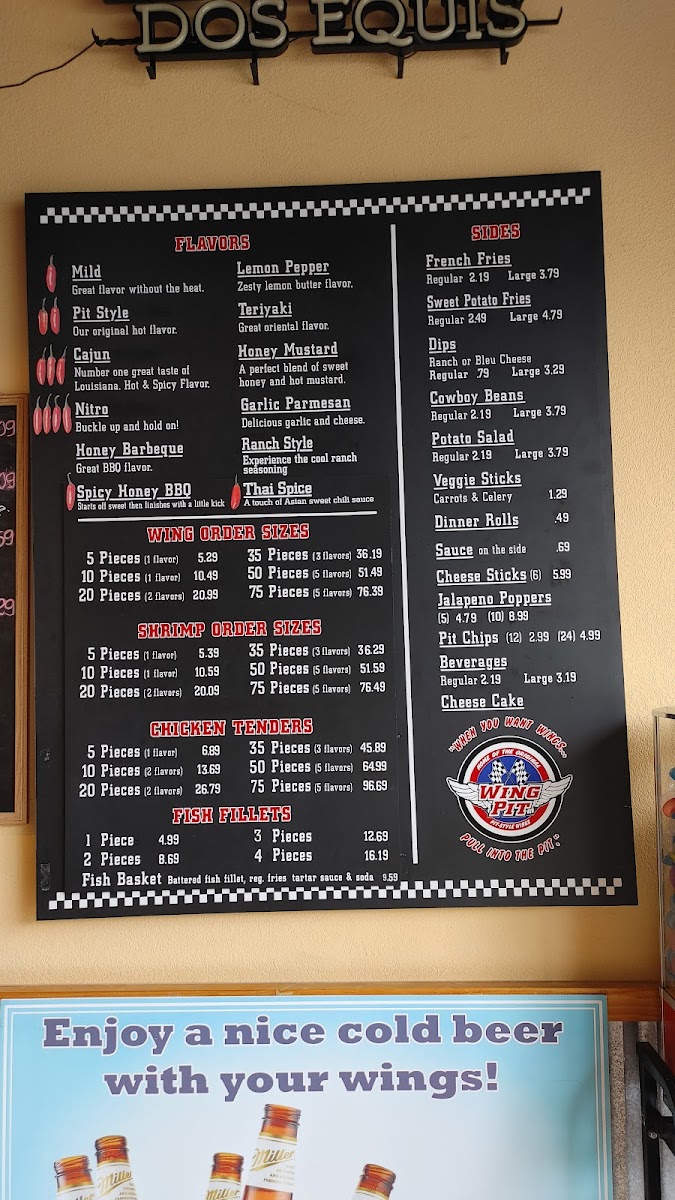 DOS EQUIS
FLAVORS
Mild
Great flavor without the heat.
Pit Style
Our original hot flavor.
Cajun
Number one great taste of
Louisiana. Hot & Spicy Flavor.
Nitro
Buckle up and hold on!
Honey Barbeque
Great BBQ flavor.
Spicy Honey BBQ
Starts off sweet then finishes with a little kick
Lemon Pepper
Zesty lemon butter flavor.
Teriyaki
Great oriental flavor.
Honey Mustard
A perfect blend of sweet
honey and hot mustard.
Garlic Parmesan
Delicious garlic and cheese.
Ranch Style
Experience the cool ranch
seasoning
Thai Spice
A touch of Asian sweet chili sauce
WING ORDER SIZES
5 Pieces (1 flavor) 5.29
10 Pieces (1 flavor) 10.49
20 Pieces (2 flavors) 20.99
35 Pieces (3 flavors) 36.19
50 Pieces (5 flavors) 51.49
75 Pieces (5 flavors) 76.39
SHRIMP ORDER SIZES
5 Pieces (1 flavor) 5.39
10 Pieces (1 flavor) 10.59
20 Pieces (2 flavors) 20.09
35 Pieces (3 flavors) 36.29
50 Pieces (5 flavors) 51.59
75 Pieces (5 flavors) 76.49
CHICKEN TENDERS
5 Pieces (1 flavor) 6.89
10 Pieces (2 flavors) 13.69
20 Pieces (2 flavors) 26.79
35 Pieces (3 flavors) 45.89
50 Pieces (5 flavors) 64.99
75 Pieces (5 flavors) 96.69
FISH FILLETS
1 Piece 4.99
2 Pieces 8.69
3 Pieces 12.69
4 Pieces 16.19
Fish Basket Battered fish fillet, reg. fries tartar sauce & soda 9.59
SIDES
French Fries
Regular 2.19 Large 3.79
Sweet Potato Fries
Regular 2.49 Large 4.79
Dips
Ranch or Bleu Cheese
Regular .79 Large 3.29
Cowboy Beans
Regular 2.19 Large 3.79
Potato Salad
Regular 2.19 Large 3.79
Veggie Sticks
Carrots & Celery 1.29
Dinner Rolls .49
Sauce on the side .69
Cheese Sticks (6) 5.99
Jalapeno Poppers
(5) 4.79 (10) 8.99
Pit Chips (12) 2.99 (24) 4.99
Beverages
Regular 2.19 Large 3.19
Cheese Cake
"WHEN YOU WANT WINGS...
HOME OF THE ORIGINAL
WING
PIT
PIT-STYLE WINGS
PULL INTO THE PIT."
Enjoy a nice cold beer
with your wings!
Miller
Miller
Miller
Miller